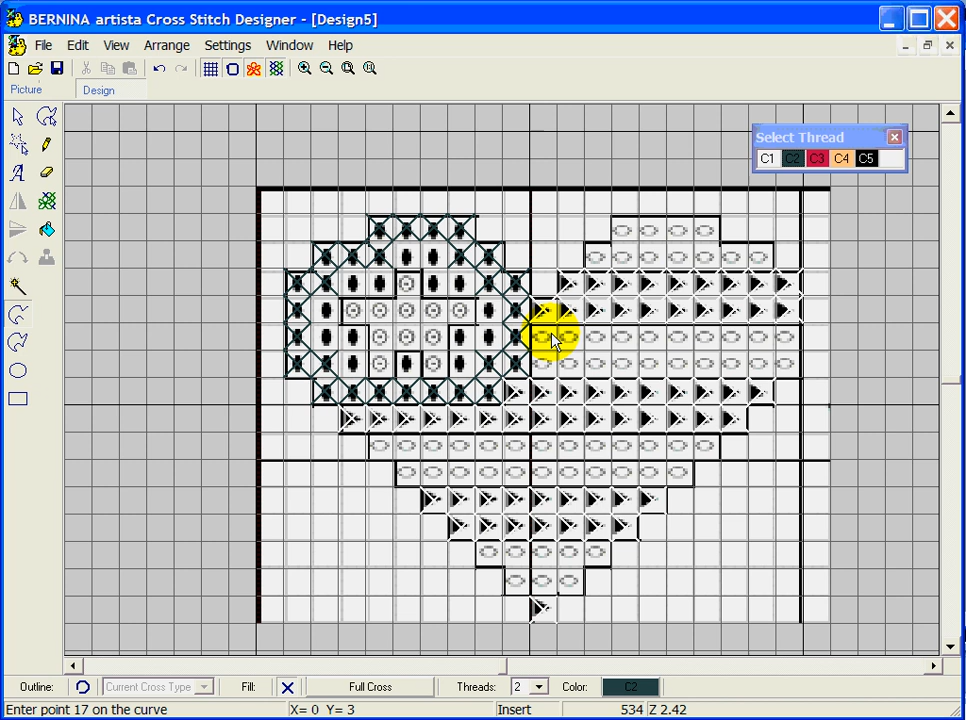 BERNINA artista Cross Stitch Designer - [Design5]
File Edit View Arrange Settings Window Help
Picture Design
Select Thread
C1 C2 C3 C4 C5
A
Outline: Current Cross Type Fill: Full Cross Threads: 2 Color: C2
Enter point 17 on the curve X= 0 Y= 3 Insert 534 Z 2.42